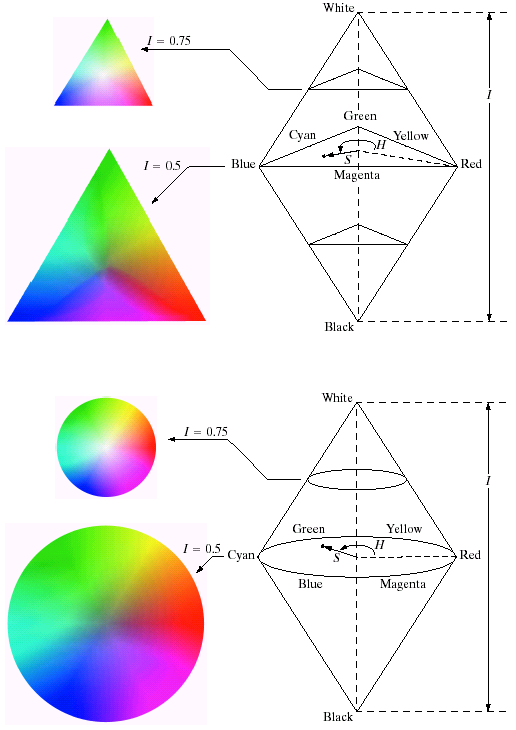 White
I = 0.75
I
Green
Cyan
Yellow
H
I = 0.5
Blue
S
Red
Magenta
Black
White
I = 0.75
I
Green
Yellow
I = 0.5
H
Cyan
S
Red
Blue
Magenta
Black